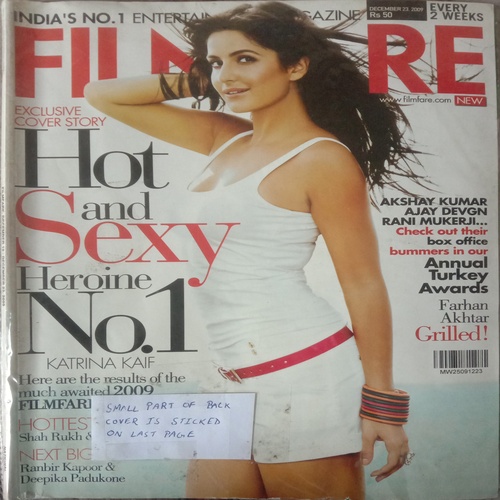 INDIA'S NO.1 ENTERTAIN GAZINE
DECEMBER 23, 2009
Rs 50
EVERY
2 WEEKS
FILMFARE
www.filmfare.com NEW
EXCLUSIVE
COVER STORY
Hot
and
Sexy
Heroine
No.1
KATRINA KAIF
Here are the results of the
much awaited 2009
FILMFARE
HOTTEST
Shah Rukh &
NEXT BIG
Ranbir Kapoor &
Deepika Padukone
AKSHAY KUMAR
AJAY DEVGN
RANI MUKERJI...
Check out their
box office
bummers in our
Annual
Turkey
Awards
Farhan
Akhtar
Grilled!
MW25091223
SMALL PART OF BACK
COVER IS STICKED
ON LAST PAGE